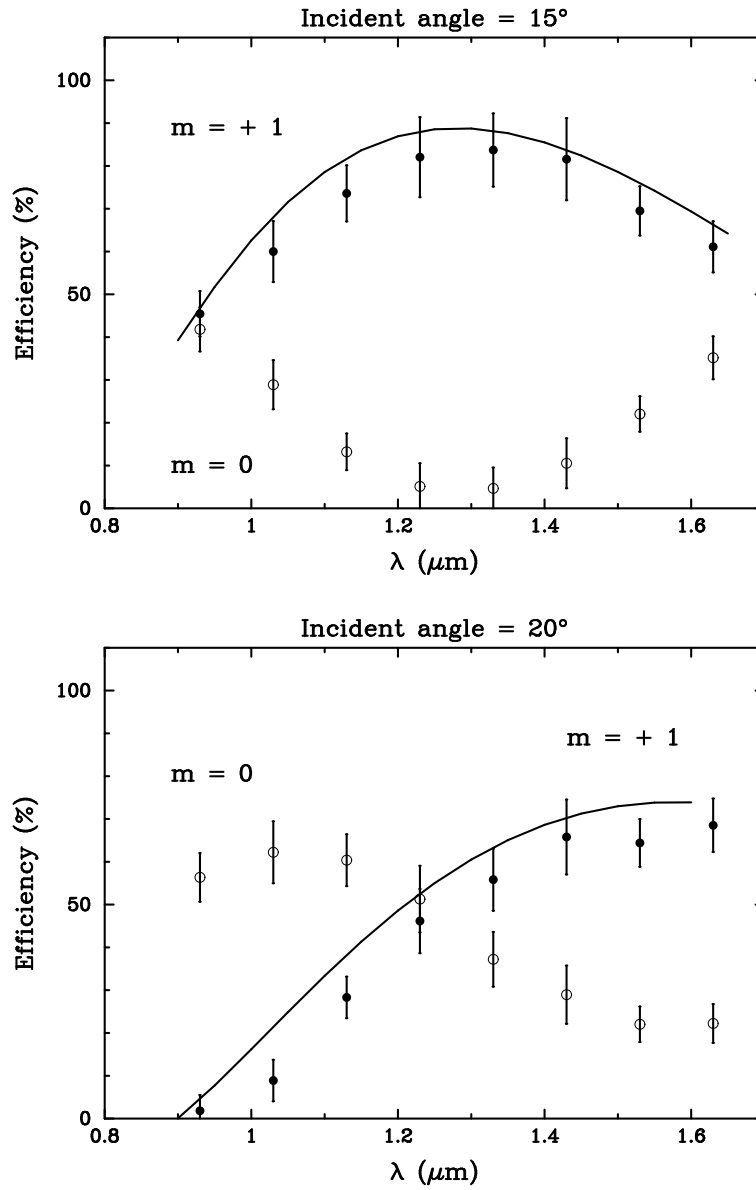 Incident angle = 15°
100
m = + 1
Efficiency (%)
50
m = 0
0
0.8 1 1.2 1.4 1.6
λ (μm)
Incident angle = 20°
100
m = + 1
m = 0
Efficiency (%)
50
0
0.8 1 1.2 1.4 1.6
λ (μm)